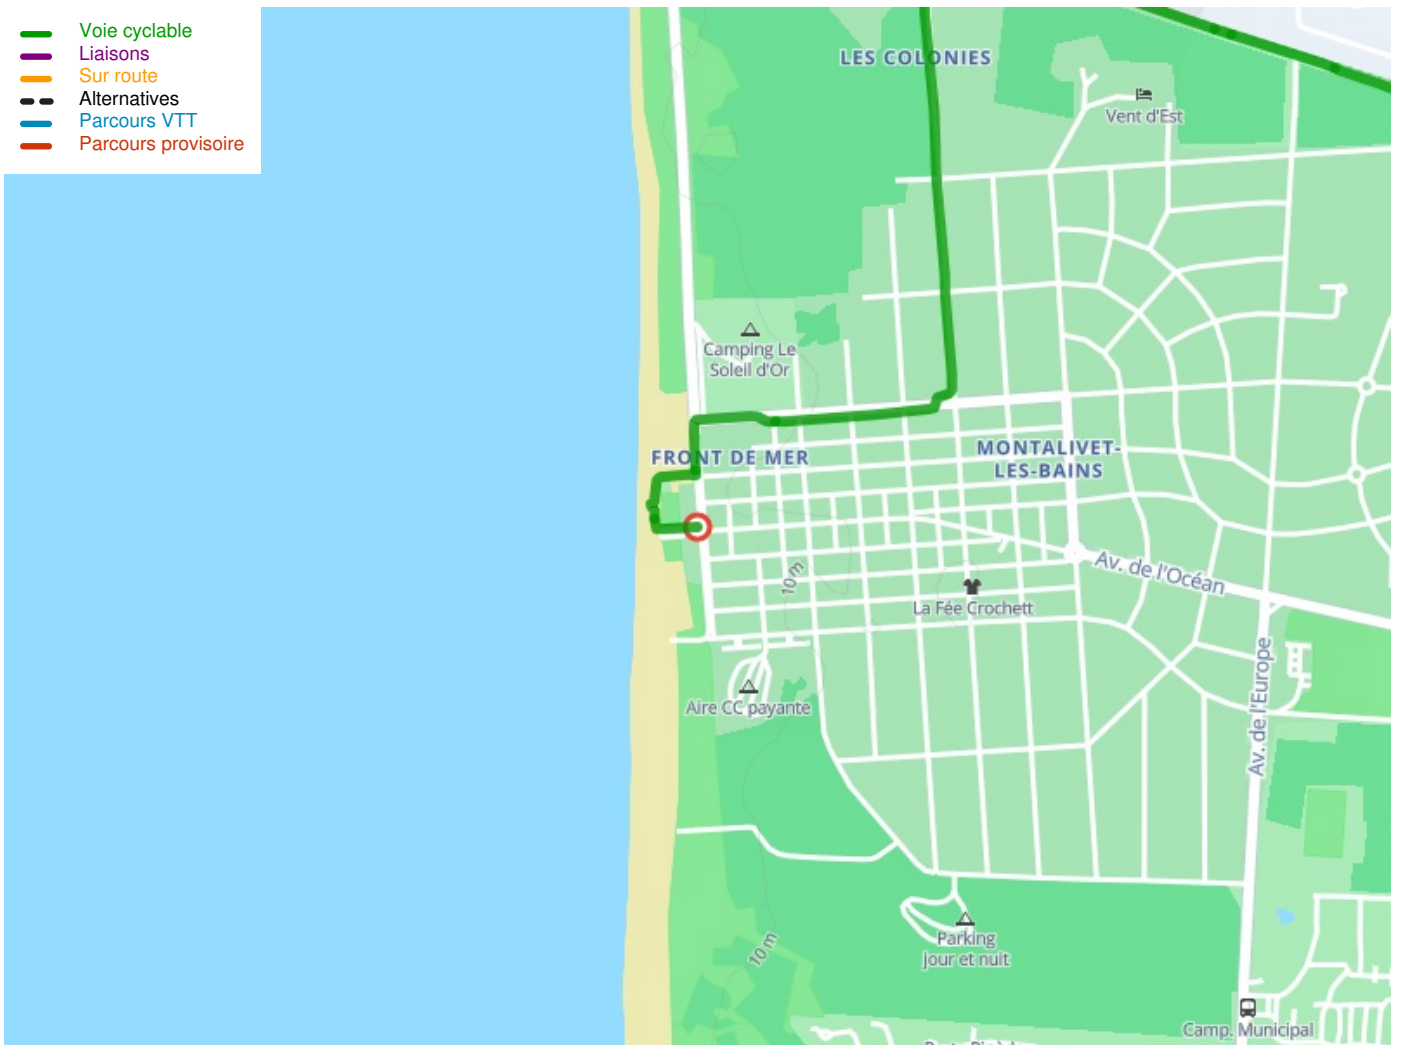 Voie cyclable
Liaisons
Sur route
Alternatives
Parcours VTT
Parcours provisoire
LES COLONIES
Vent d'Est
Camping Le
Soleil d'Or
FRONT DE MER
MONTALIVET-
LES-BAINS
Av. de l'Océan
10 m
La Fée Crochett
Av. de l'Europe
Aire CC payante
Parking
jour et nuit
10 m
Camp. Municipal